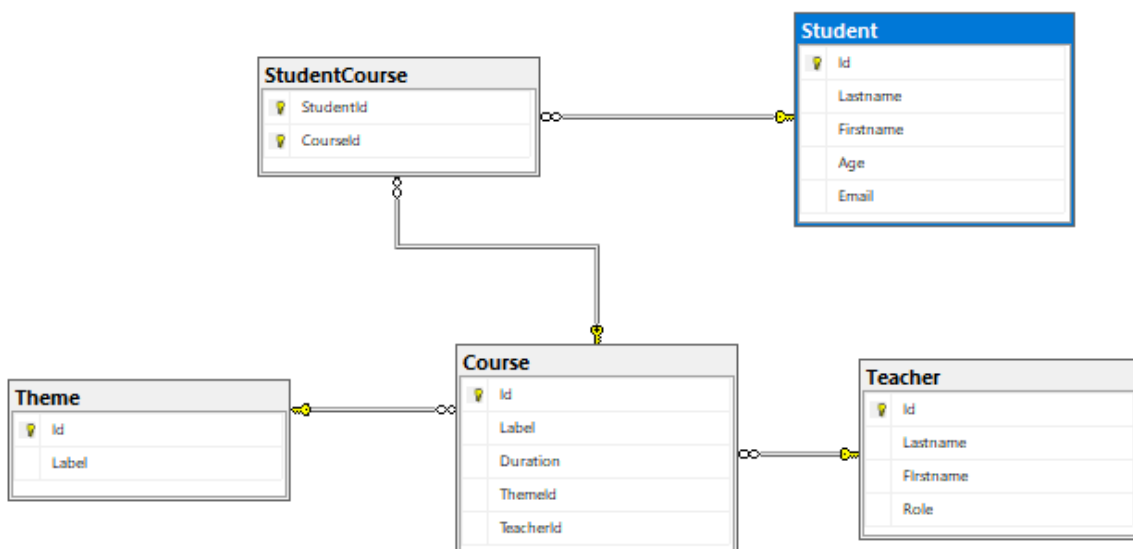 Student
Id
Lastname
Firstname
Age
Email
StudentCourse
StudentId
CourseId
Theme
Id
Label
Course
Id
Label
Duration
ThemeId
TeacherId
Teacher
Id
Lastname
FIrstname
Role